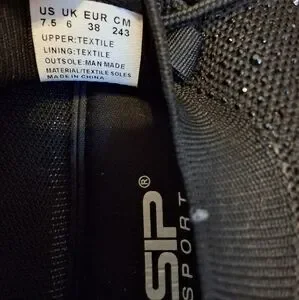 US UK EUR CM
7.5 6 38 243
UPPER:TEXTILE
LINING:TEXTILE
OUTSOLE:MAN MADE
MATERIAL/TEXTILE SOLES
MADE IN CHINA
SP®
SPORT